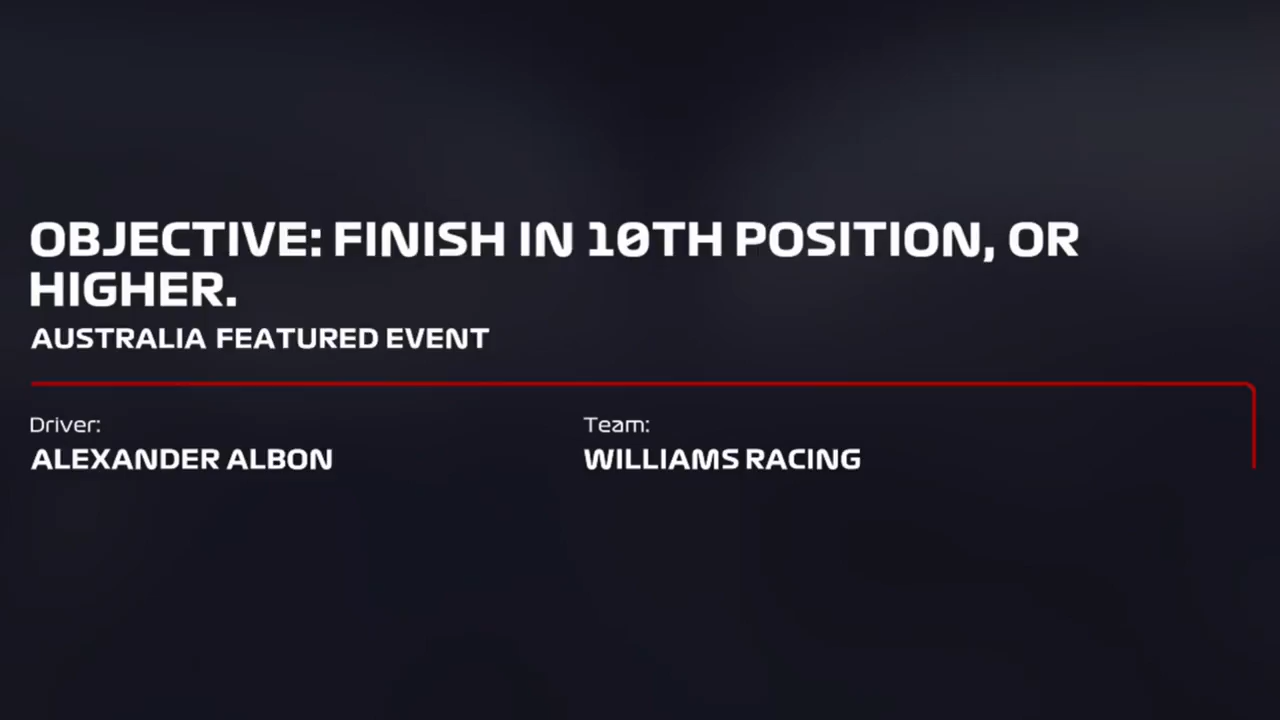 OBJECTIVE: FINISH IN 10TH POSITION, OR
HIGHER.
AUSTRALIA FEATURED EVENT
Driver:
Team:
ALEXANDER ALBON
WILLIAMS RACING